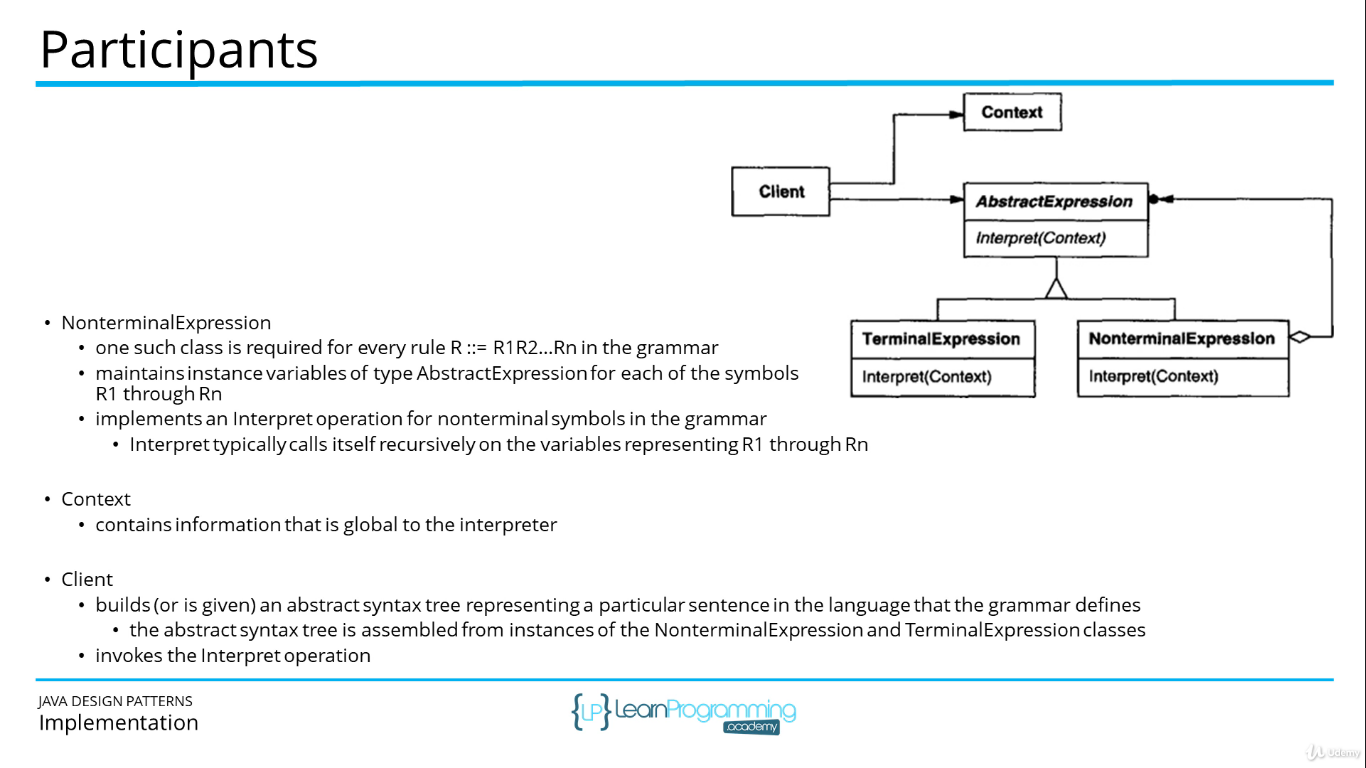 Participants
Context
Client
AbstractExpression
Interpret(Context)
TerminalExpression
Interpret(Context)
NonterminalExpression
Interpret(Context)
• NonterminalExpression
• one such class is required for every rule R ::= R1R2...Rn in the grammar
• maintains instance variables of type AbstractExpression for each of the symbols
R1 through Rn
• implements an Interpret operation for nonterminal symbols in the grammar
• Interpret typically calls itself recursively on the variables representing R1 through Rn
• Context
• contains information that is global to the interpreter
• Client
• builds (or is given) an abstract syntax tree representing a particular sentence in the language that the grammar defines
• the abstract syntax tree is assembled from instances of the NonterminalExpression and TerminalExpression classes
• invokes the Interpret operation
JAVA DESIGN PATTERNS
Implementation
{LP} LearnProgramming
.academy
Udemy